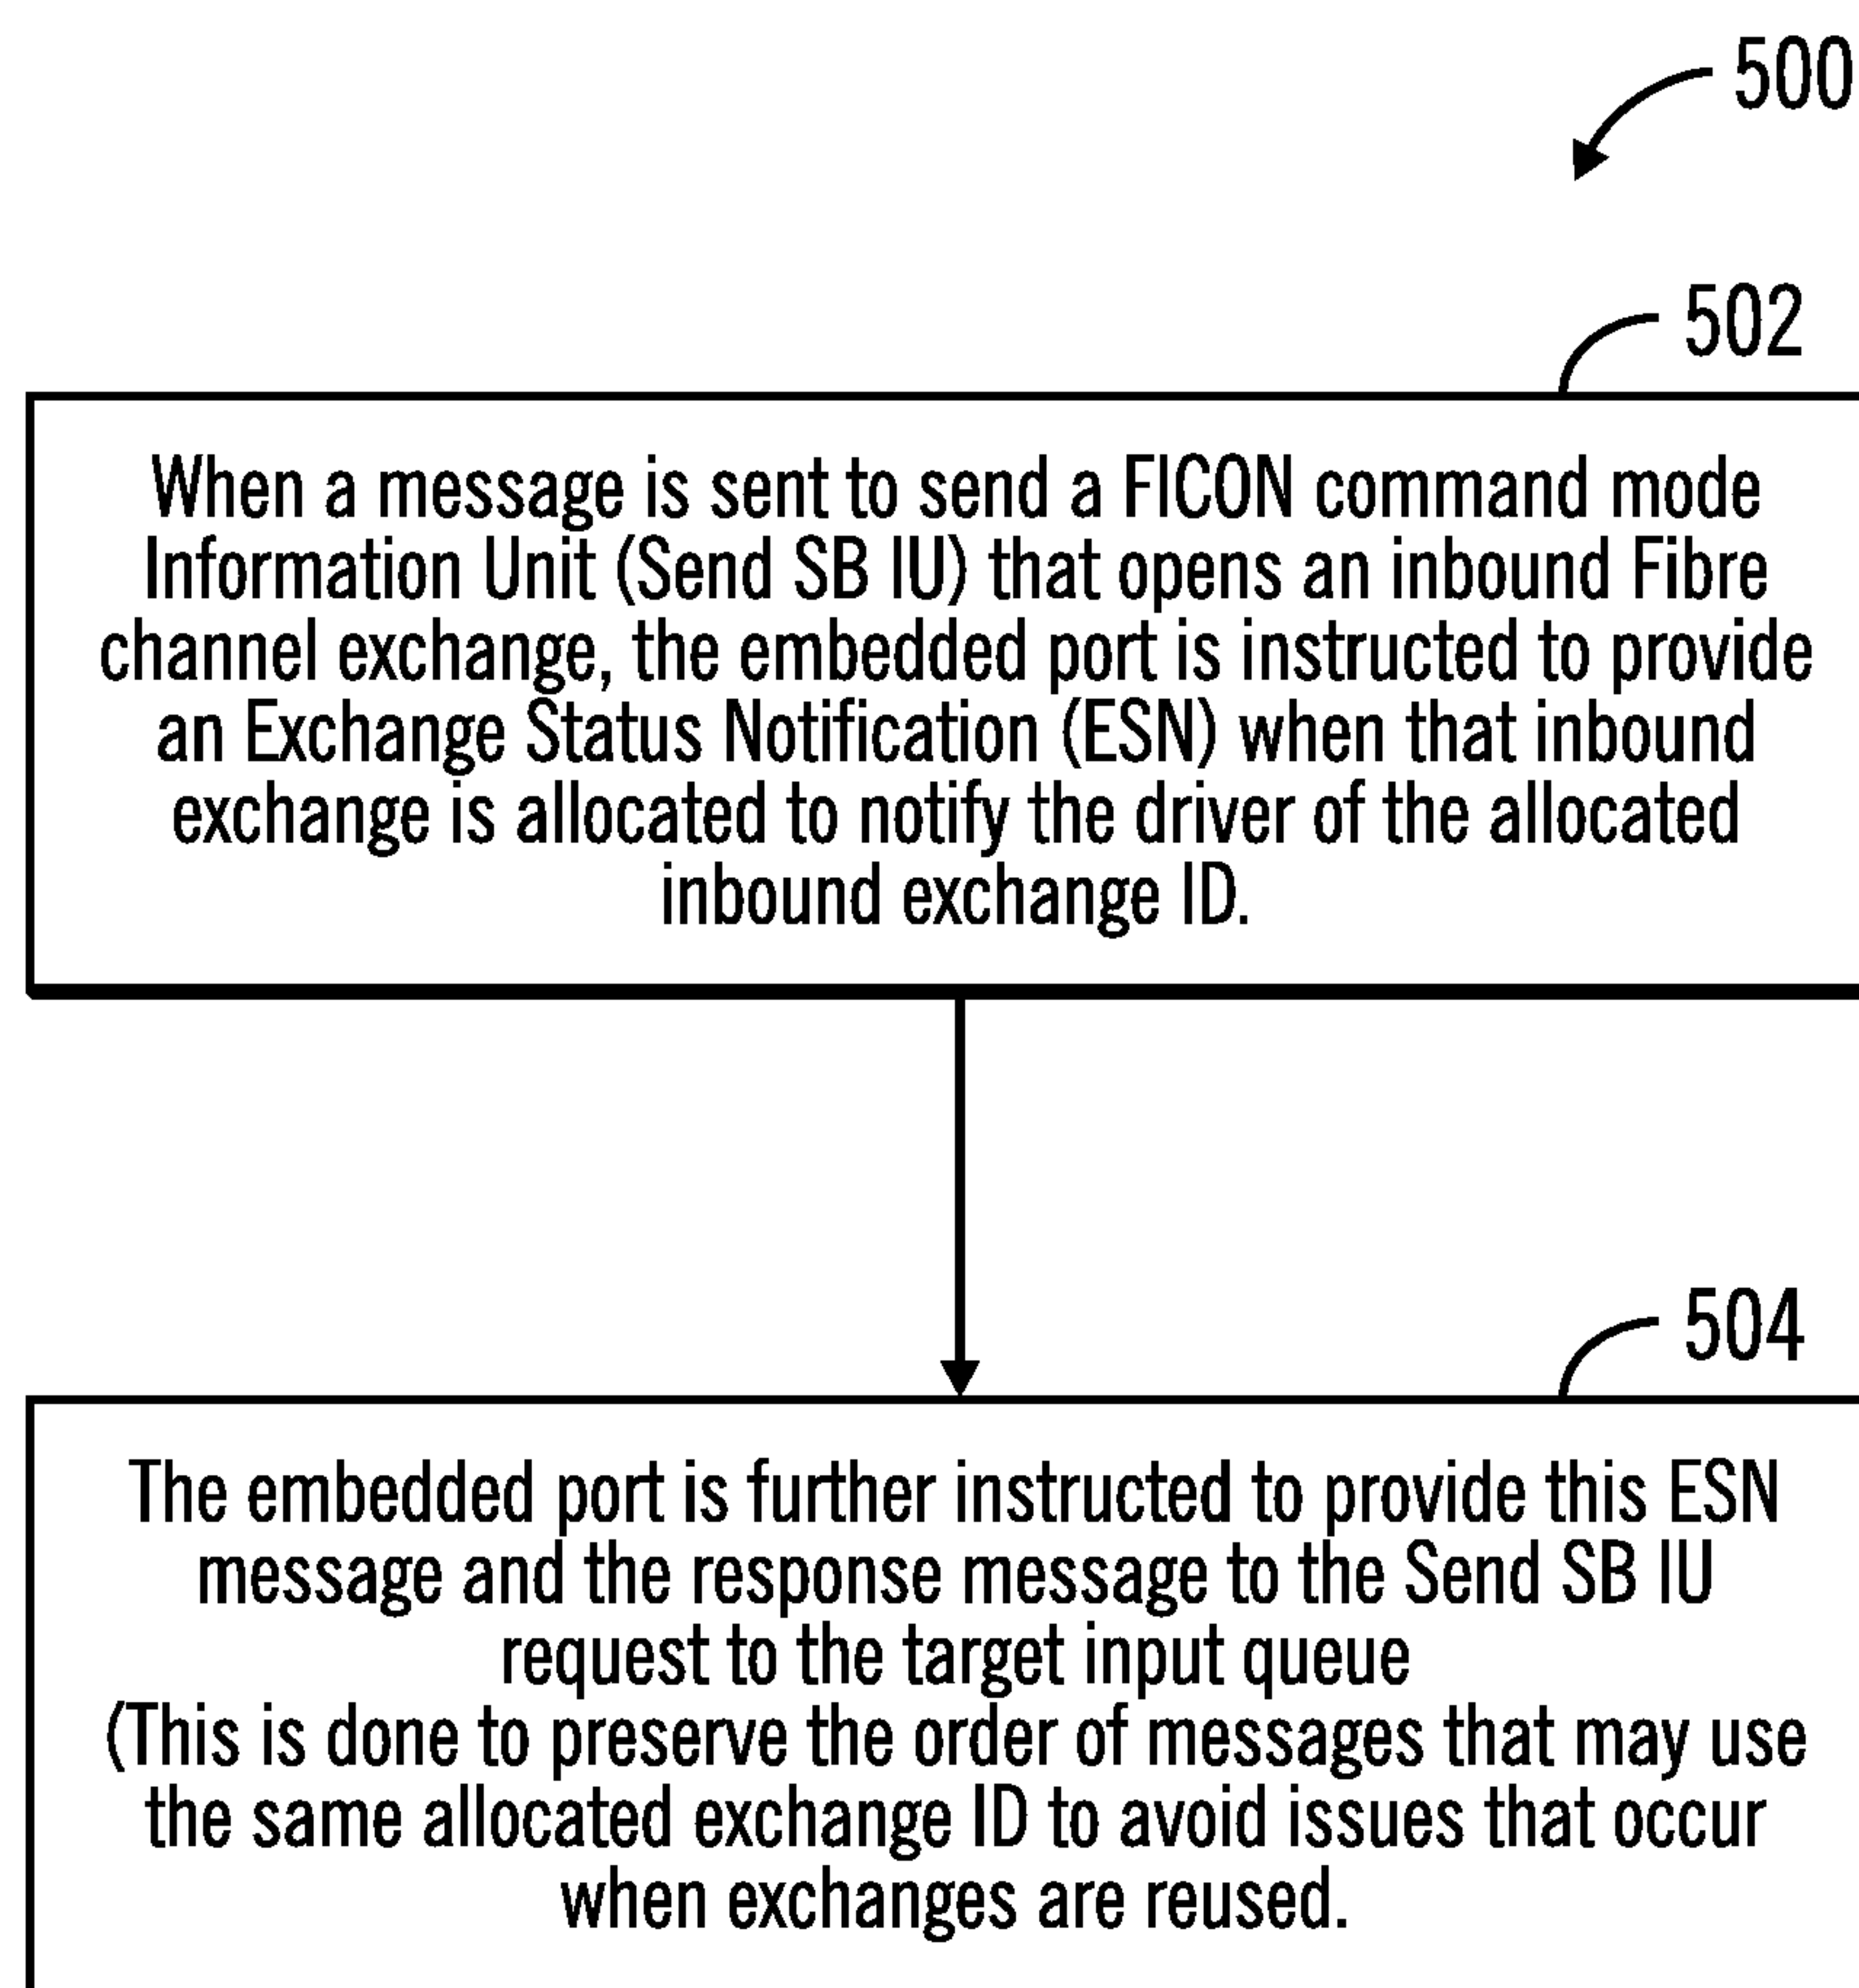 500
502
When a message is sent to send a FICON command mode
Information Unit (Send SB IU) that opens an inbound Fibre
channel exchange, the embedded port is instructed to provide
an Exchange Status Notification (ESN) when that inbound
exchange is allocated to notify the driver of the allocated
inbound exchange ID.
504
The embedded port is further instructed to provide this ESN
message and the response message to the Send SB IU
request to the target input queue
(This is done to preserve the order of messages that may use
the same allocated exchange ID to avoid issues that occur
when exchanges are reused.